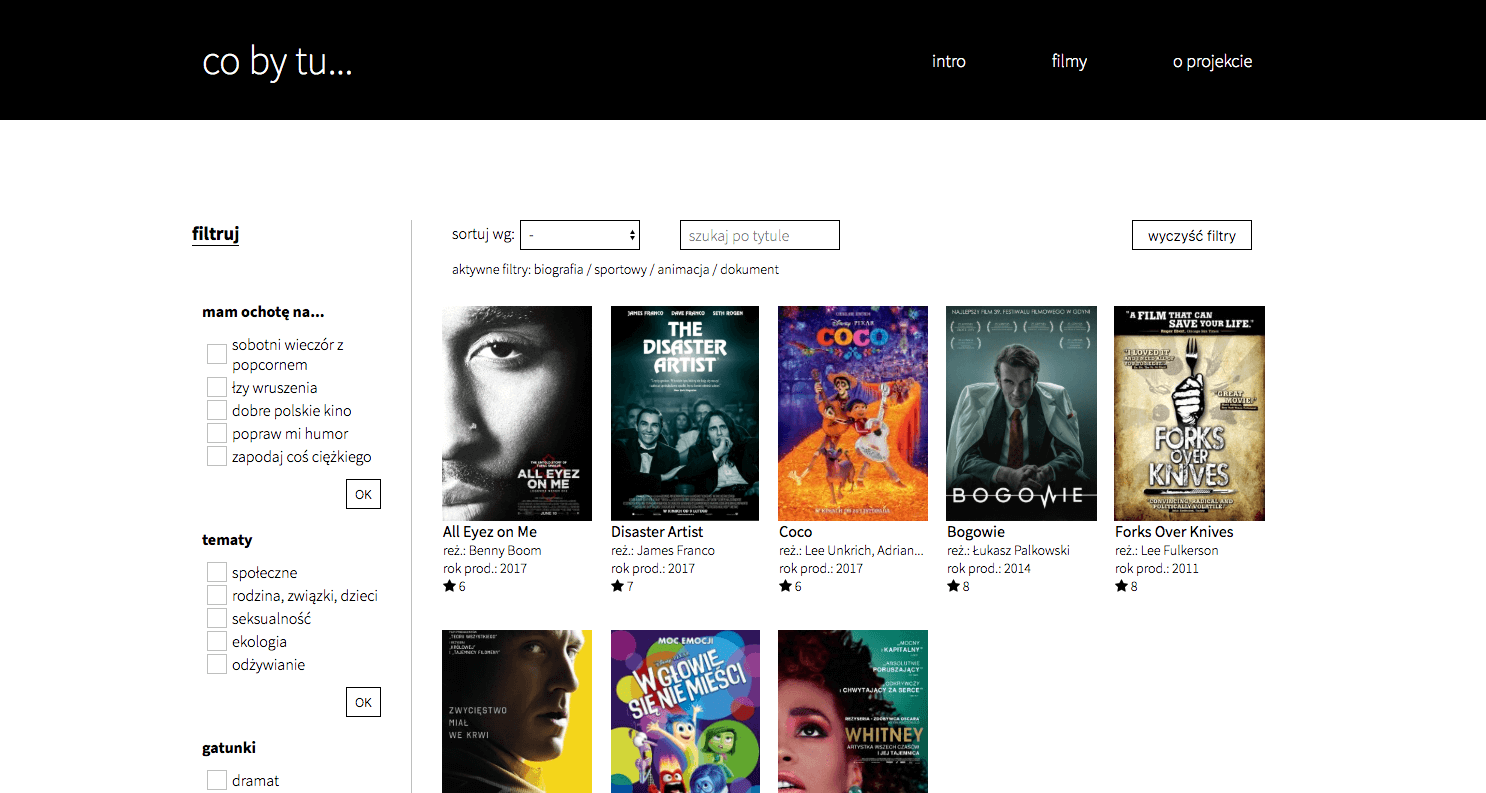 co by tu...
intro
filmy
o projekcie
filtruj
sortuj wg:
-
szukaj po tytule
wyczyść filtry
aktywne filtry: biografia / sportowy / animacja / dokument
mam ochotę na...
sobotni wieczór z
popcornem
łzy wruszenia
dobre polskie kino
popraw mi humor
zapodaj coś ciężkiego
OK
tematy
społeczne
rodzina, związki, dzieci
seksualność
ekologia
odżywianie
OK
gatunki
dramat
ALL EYEZ
ON ME
All Eyez on Me
reż.: Benny Boom
rok prod.: 2017
6
JAMES FRANCO DAVE FRANCO SETH ROGEN
THE
DISASTER
ARTIST
Disaster Artist
reż.: James Franco
rok prod.: 2017
7
DISNEY · PIXAR
COCO
Coco
reż.: Lee Unkrich, Adrian...
rok prod.: 2017
6
NAJLEPSZY FILM 39. FESTIWALU FILMOWEGO W GDYNI
BOGOWIE
Bogowie
reż.: Łukasz Palkowski
rok prod.: 2014
8
"A FILM THAT CAN
SAVE YOUR LIFE."
"I LOVED IT
"GREAT
MOVIE."
FORKS
OVER
KNIVES
"CONVINCING, RADICAL AND
POLITICALLY VOLATILE."
Forks Over Knives
reż.: Lee Fulkerson
rok prod.: 2011
8
ZWYCIĘSTWO
MIAŁ
WE KRWI
MOC EMOCJI
W GŁOWIE
SIĘ NIE MIEŚCI
„MOCNY
I KAPITALNY"
„ABSOLUTNIE
PORUSZAJĄCY"
„ODKRYWCZY
I CHWYTAJĄCY ZA SERCE"
REŻYSERIA - ZDOBYWCA OSCARA
WHITNEY
ARTYSTKA WSZECH CZASÓW
I JEJ TAJEMNICA